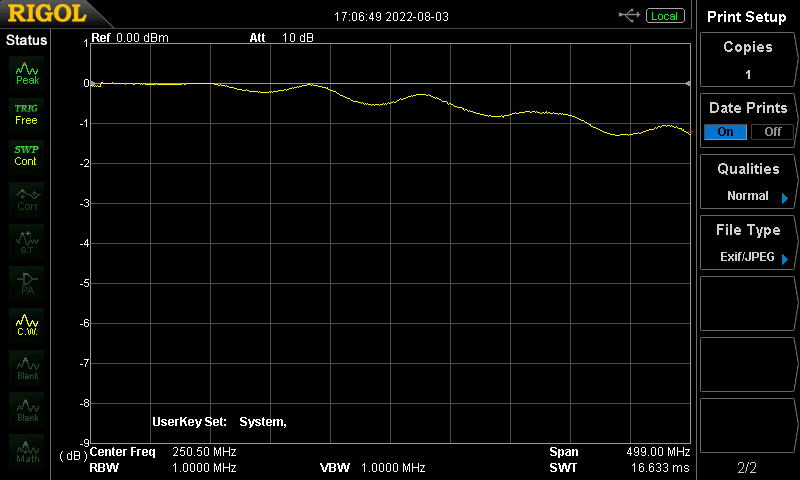 RIGOL
17:06:49 2022-08-03
Local
Print Setup
Status
Ref 0.00 dBm
Att 10 dB
Copies
1
Peak
TRIG
Free
SWP
Cont
Corr
S.T.
PA
C.W.
Blank
Blank
Math
1
0
-1
-2
-3
-4
-5
-6
-7
-8
-9
(dB)
UserKey Set: System,
Center Freq 250.50 MHz
Span 499.00 MHz
RBW 1.0000 MHz
VBW 1.0000 MHz
SWT 16.633 ms
Date Prints
On Off
Qualities
Normal
File Type
Exif/JPEG
2/2